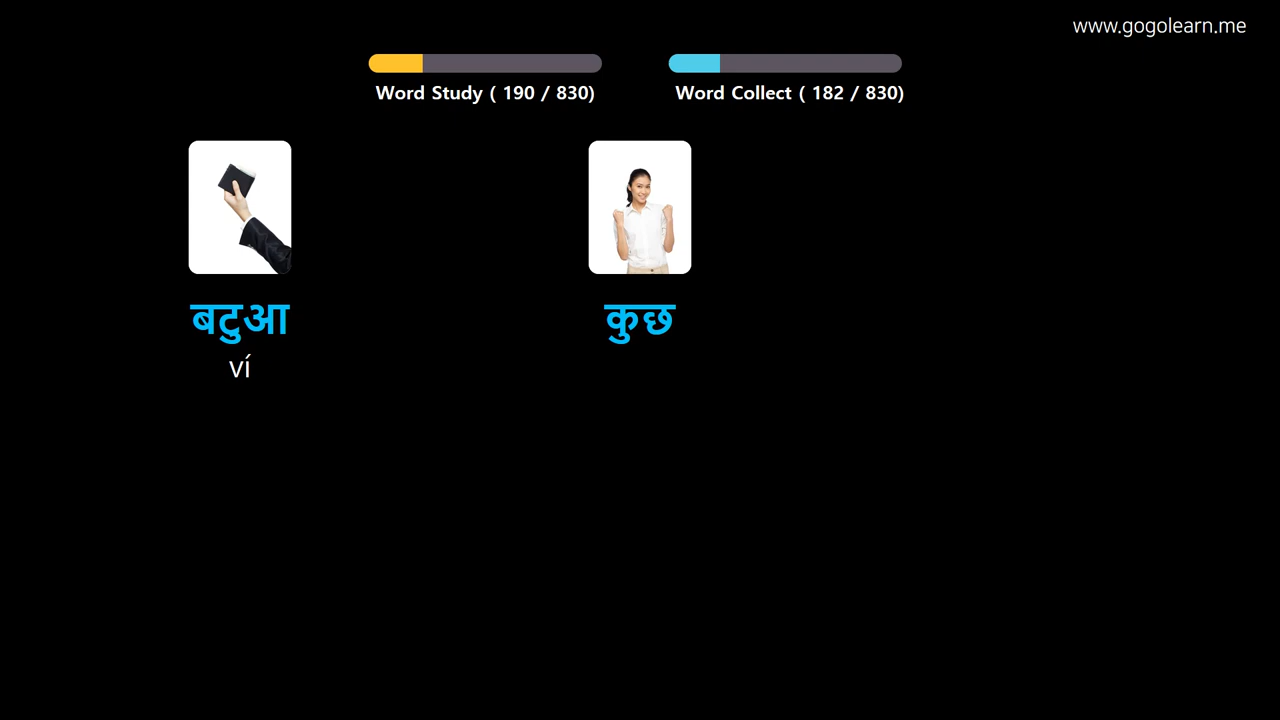 www.gogolearn.me
Word Study ( 190 / 830)
Word Collect ( 182 / 830)
बटुआ
कुछ
ví